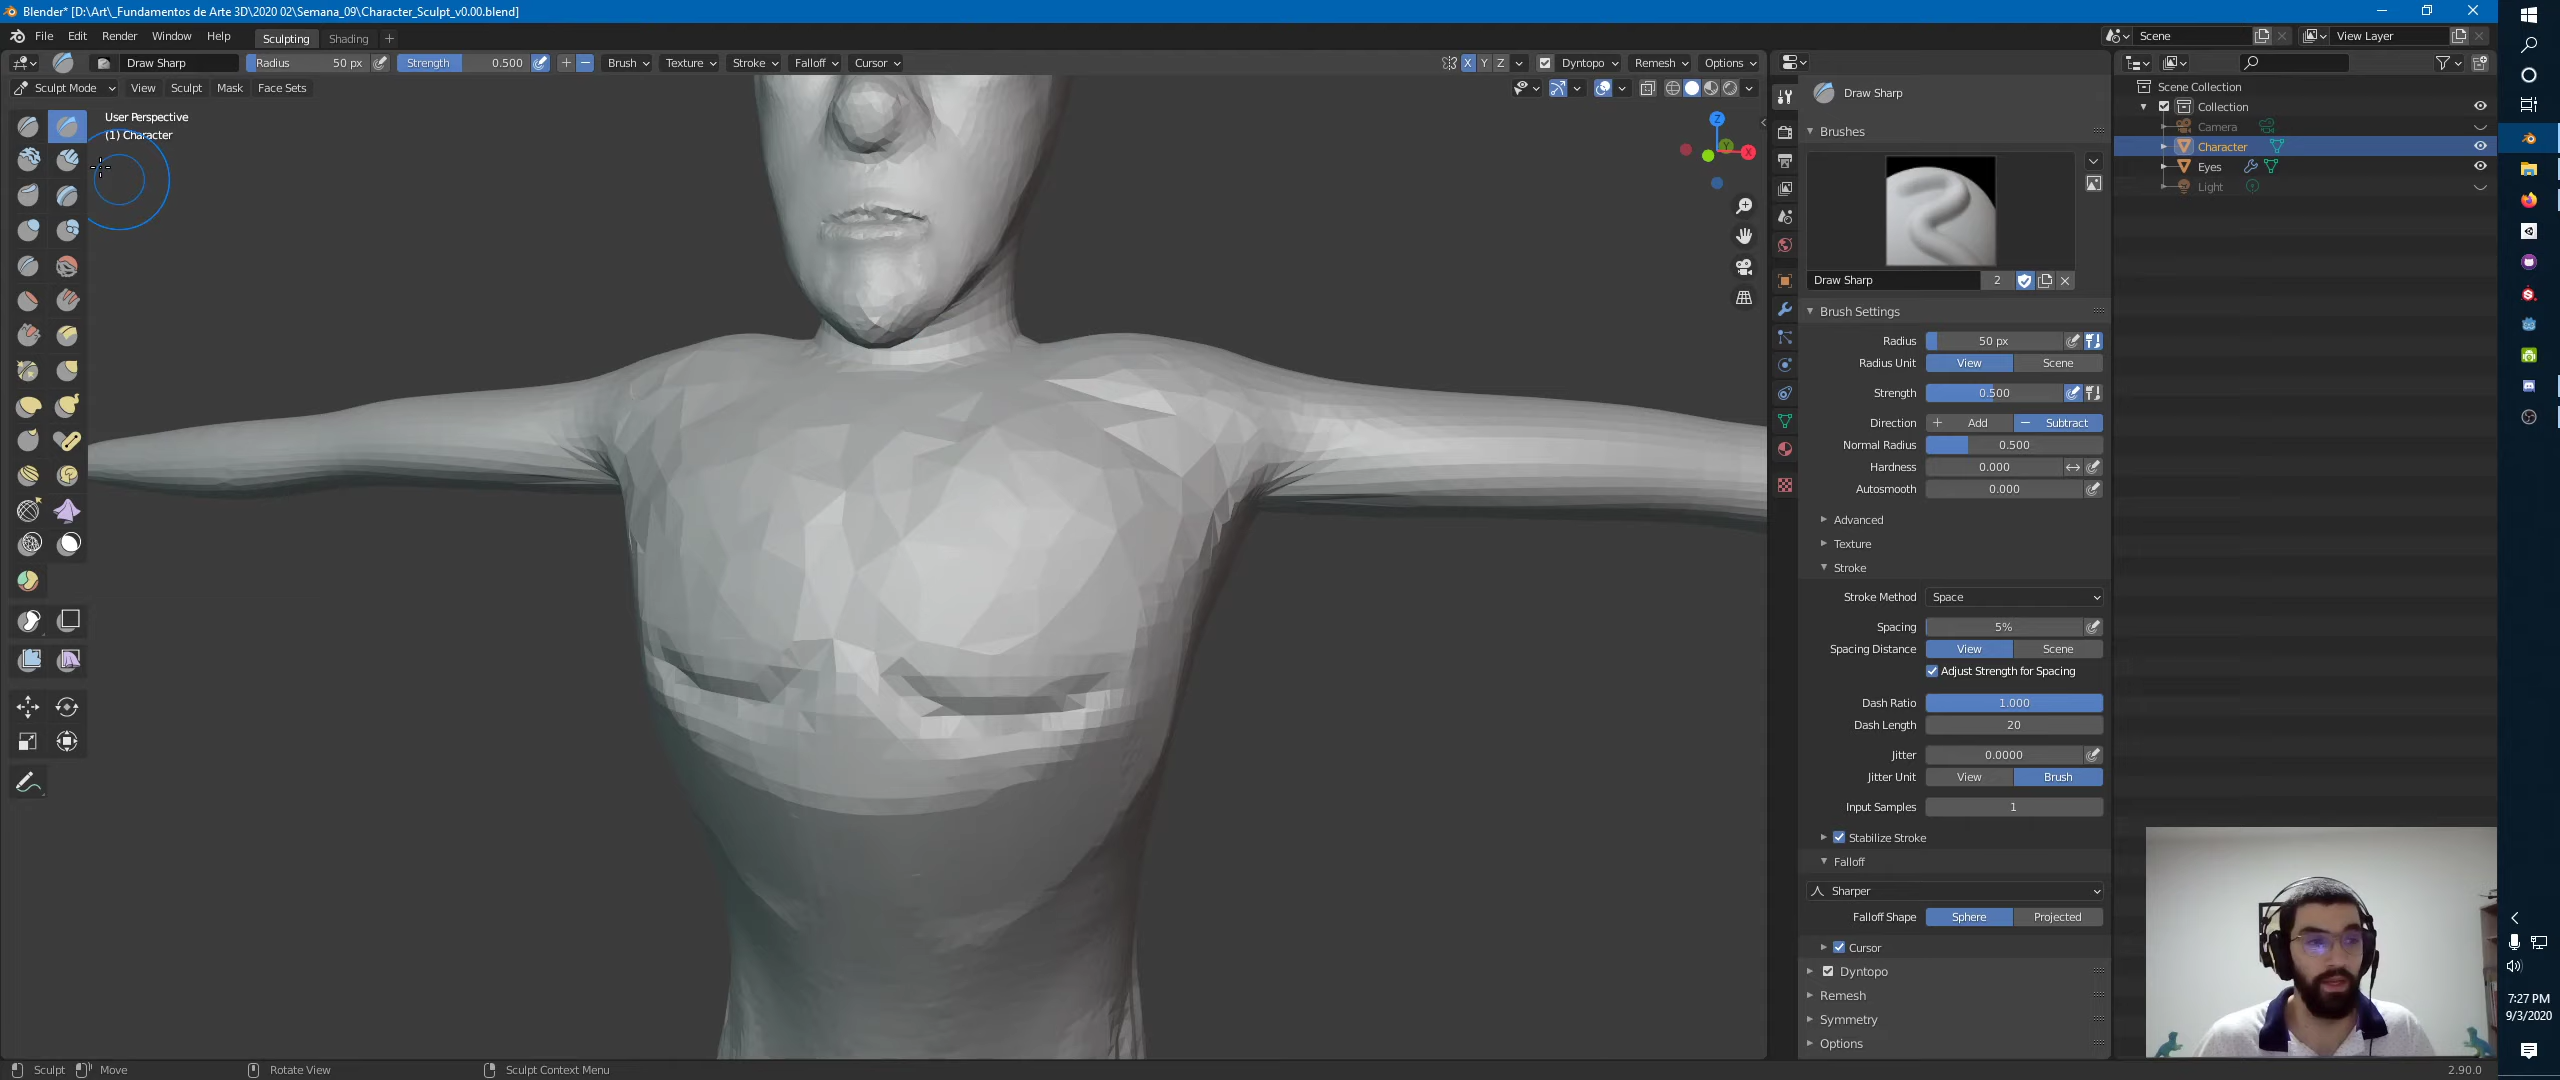 Blender* [D:\Art\_Fundamentos de Arte 3D\2020 02\Semana_09\Character_Sculpt_v0.00.blend]
File Edit Render Window Help Sculpting Shading + Scene View Layer
Draw Sharp Radius 50 px Strength 0.500 + − Brush Texture Stroke Falloff Cursor X Y Z Dyntopo Remesh Options
Sculpt Mode View Sculpt Mask Face Sets
User Perspective
(1) Character
Z
Y
X
Draw Sharp
Brushes
Draw Sharp 2
Brush Settings
Radius 50 px
Radius Unit View Scene
Strength 0.500
Direction + Add − Subtract
Normal Radius 0.500
Hardness 0.000
Autosmooth 0.000
Advanced
Texture
Stroke
Stroke Method Space
Spacing 5%
Spacing Distance View Scene
Adjust Strength for Spacing
Dash Ratio 1.000
Dash Length 20
Jitter 0.0000
Jitter Unit View Brush
Input Samples 1
Stabilize Stroke
Falloff
Sharper
Falloff Shape Sphere Projected
Cursor
Dyntopo
Remesh
Symmetry
Options
Scene Collection
Collection
Camera
Character
Eyes
Light
7:27 PM
9/3/2020
Sculpt Move Rotate View Sculpt Context Menu 2.90.0